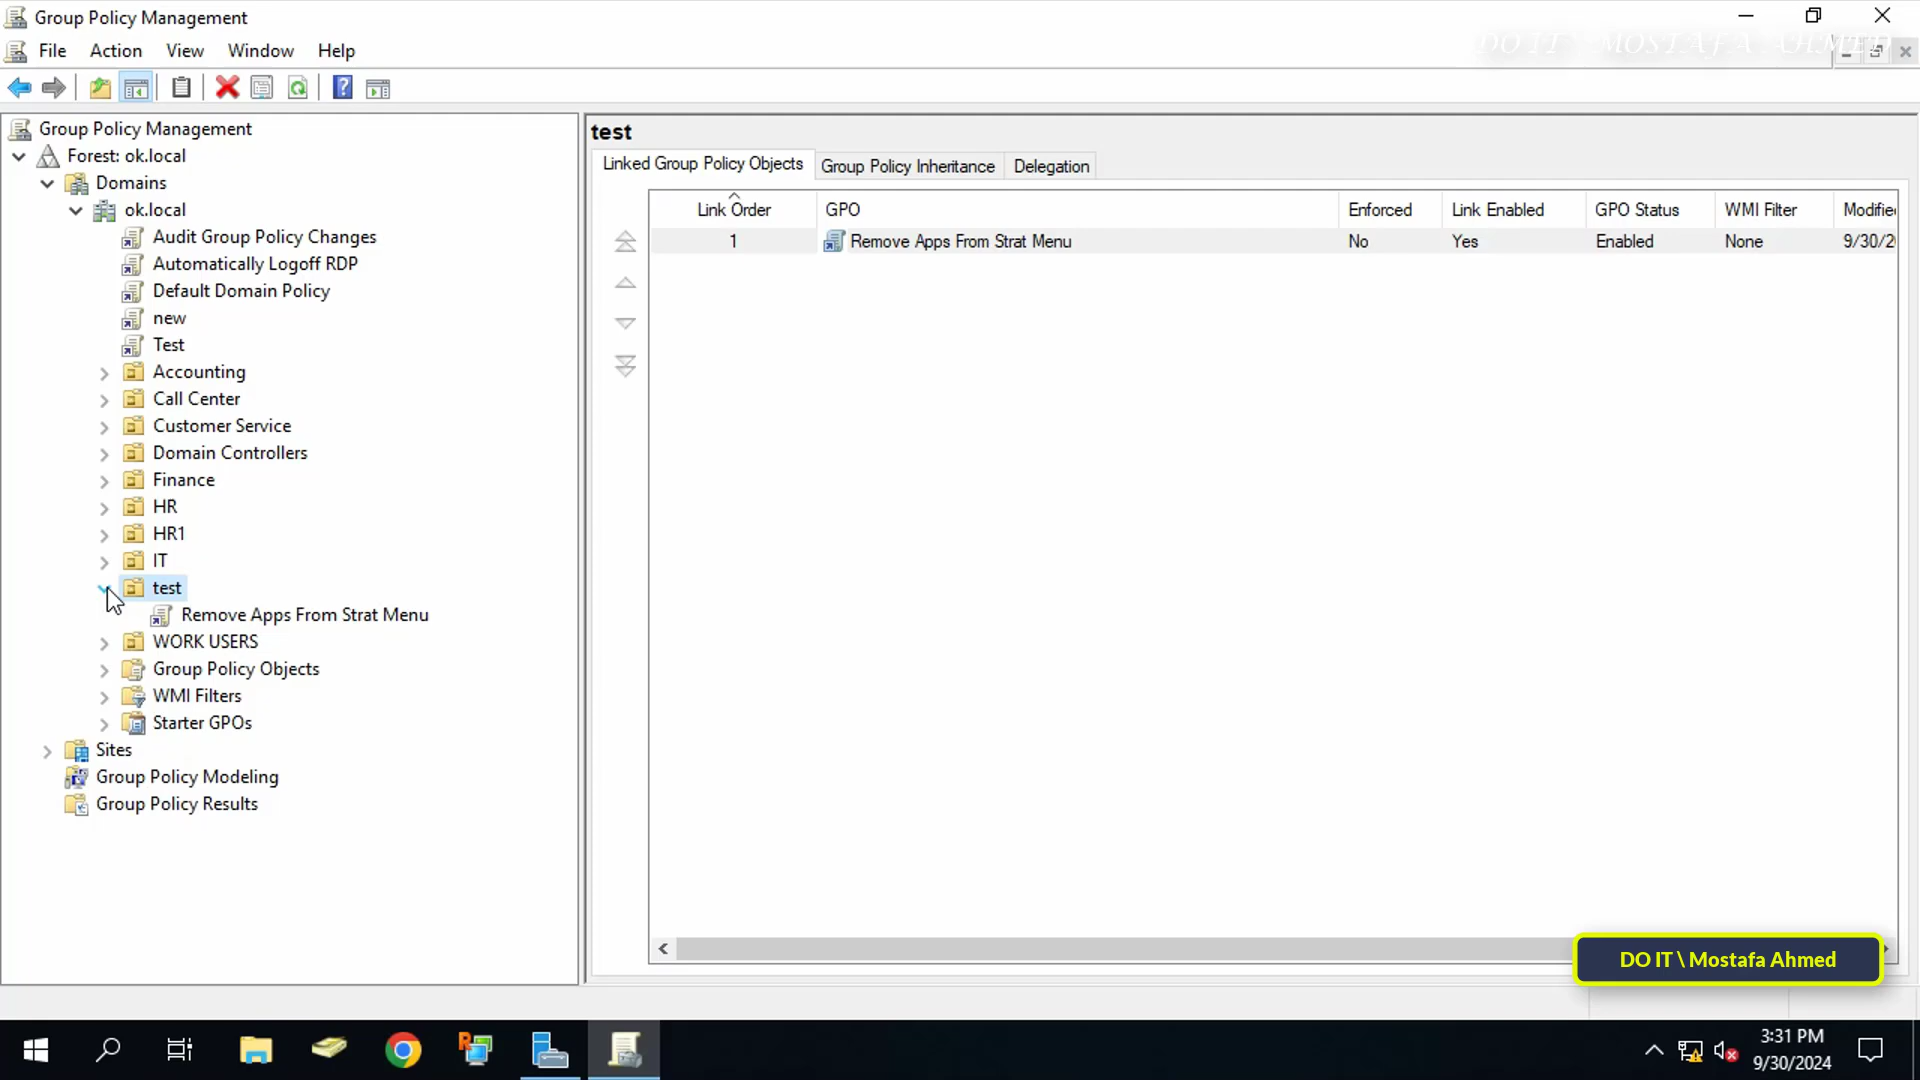 Group Policy Management
DO IT \ MOSTAFA AHMED
File Action View Window Help
Group Policy Management
Forest: ok.local
Domains
ok.local
Audit Group Policy Changes
Automatically Logoff RDP
Default Domain Policy
new
Test
Accounting
Call Center
Customer Service
Domain Controllers
Finance
HR
HR1
IT
test
Remove Apps From Strat Menu
WORK USERS
Group Policy Objects
WMI Filters
Starter GPOs
Sites
Group Policy Modeling
Group Policy Results
test
Linked Group Policy Objects Group Policy Inheritance Delegation
Link Order GPO Enforced Link Enabled GPO Status WMI Filter Modified
1 Remove Apps From Strat Menu No Yes Enabled None 9/30/2
DO IT \ Mostafa Ahmed
3:31 PM
9/30/2024